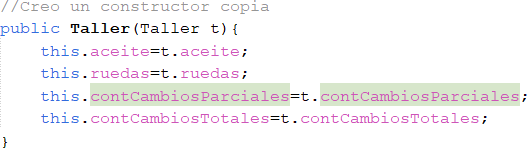 //Creo un constructor copia
public Taller(Taller t){
this.aceite=t.aceite;
this.ruedas=t.ruedas;
this.contCambiosParciales=t.contCambiosParciales;
this.contCambiosTotales=t.contCambiosTotales;
}